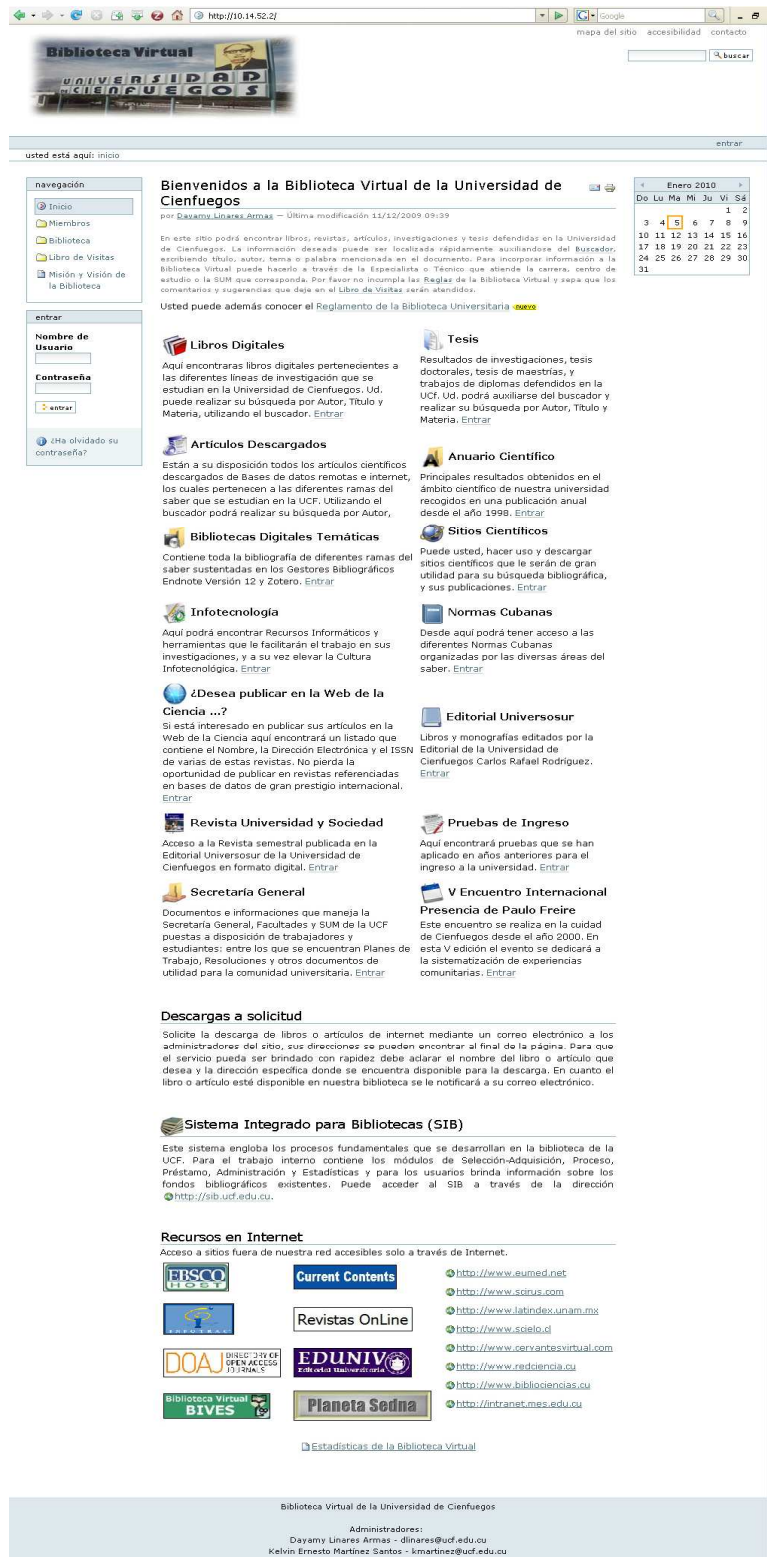 http://10.14.52.2/
Google
mapa del sitio accesibilidad contacto
Biblioteca Virtual
UNIVERSIDAD
DE CIENFUEGOS
buscar
entrar
usted está aquí: inicio
navegación
Inicio
Miembros
Biblioteca
Libro de Visitas
Misión y Visión de
la Biblioteca
entrar
Nombre de
Usuario
Contraseña
entrar
¿Ha olvidado su
contraseña?
Bienvenidos a la Biblioteca Virtual de la Universidad de
Cienfuegos
por Dayamy Linares Armas — Última modificación 11/12/2009 09:39
En este sitio podrá encontrar libros, revistas, artículos, investigaciones y tesis defendidas en la Universidad
de Cienfuegos. La información deseada puede ser localizada rápidamente auxiliandose del Buscador,
escribiendo título, autor, tema o palabra mencionada en el documento. Para incorporar información a la
Biblioteca Virtual puede hacerlo a través de la Especialista o Técnico que atiende la carrera, centro de
estudio o la SUM que corresponda. Por favor no incumpla las Reglas de la Biblioteca Virtual y sepa que los
comentarios y sugerencias que deje en el Libro de Visitas serán atendidos.
Usted puede además conocer el Reglamento de la Biblioteca Universitaria nuevo
Libros Digitales
Aquí encontraras libros digitales pertenecientes a
las diferentes líneas de investigación que se
estudian en la Universidad de Cienfuegos. Ud.
puede realizar su búsqueda por Autor, Título y
Materia, utilizando el buscador. Entrar
Tesis
Resultados de investigaciones, tesis
doctorales, tesis de maestrías, y
trabajos de diplomas defendidos en la
UCf. Ud. podrá auxiliarse del buscador y
realizar su búsqueda por Autor, Título y
Materia. Entrar
Artículos Descargados
Están a su disposición todos los artículos científicos
descargados de Bases de datos remotas e internet,
los cuales pertenecen a las diferentes ramas del
saber que se estudian en la UCF. Utilizando el
buscador podrá realizar su búsqueda por Autor,
Anuario Científico
Principales resultados obtenidos en el
ámbito científico de nuestra universidad
recogidos en una publicación anual
desde el año 1998. Entrar
Bibliotecas Digitales Temáticas
Contiene toda la bibliografía de diferentes ramas del
saber sustentadas en los Gestores Bibliográficos
Endnote Versión 12 y Zotero. Entrar
Sitios Científicos
Puede usted, hacer uso y descargar
sitios científicos que le serán de gran
utilidad para su búsqueda bibliográfica,
y sus publicaciones. Entrar
Infotecnología
Aquí podrá encontrar Recursos Informáticos y
herramientas que le facilitarán el trabajo en sus
investigaciones, y a su vez elevar la Cultura
Infotecnológica. Entrar
Normas Cubanas
Desde aquí podrá tener acceso a las
diferentes Normas Cubanas
organizadas por las diversas áreas del
saber. Entrar
¿Desea publicar en la Web de la
Ciencia ...?
Si está interesado en publicar sus artículos en la
Web de la Ciencia aquí encontrará un listado que
contiene el Nombre, la Dirección Electrónica y el ISSN
de varias de estas revistas. No pierda la
oportunidad de publicar en revistas referenciadas
en bases de datos de gran prestigio internacional.
Entrar
Editorial Universosur
Libros y monografías editados por la
Editorial de la Universidad de
Cienfuegos Carlos Rafael Rodríguez.
Entrar
Revista Universidad y Sociedad
Acceso a la Revista semestral publicada en la
Editorial Universosur de la Universidad de
Cienfuegos en formato digital. Entrar
Pruebas de Ingreso
Aquí encontrará pruebas que se han
aplicado en años anteriores para el
ingreso a la universidad. Entrar
Secretaría General
Documentos e informaciones que maneja la
Secretaría General, Facultades y SUM de la UCF
puestas a disposición de trabajadores y
estudiantes: entre los que se encuentran Planes de
Trabajo, Resoluciones y otros documentos de
utilidad para la comunidad universitaria. Entrar
V Encuentro Internacional
Presencia de Paulo Freire
Este encuentro se realiza en la cuidad
de Cienfuegos desde el año 2000. En
esta V edición el evento se dedicará a
la sistematización de experiencias
comunitarias. Entrar
Descargas a solicitud
Solicite la descarga de libros o artículos de internet mediante un correo electrónico a los
administradores del sitio, sus direcciones se pueden encontrar al final de la página. Para que
el servicio pueda ser brindado con rapidez debe aclarar el nombre del libro o artículo que
desea y la dirección específica donde se encuentra disponible para la descarga. En cuanto el
libro o artículo esté disponible en nuestra biblioteca se le notificará a su correo electrónico.
Sistema Integrado para Bibliotecas (SIB)
Este sistema engloba los procesos fundamentales que se desarrollan en la biblioteca de la
UCF. Para el trabajo interno contiene los módulos de Selección-Adquisición, Proceso,
Préstamo, Administración y Estadísticas y para los usuarios brinda información sobre los
fondos bibliográficos existentes. Puede acceder al SIB a través de la dirección
http://sib.ucf.edu.cu.
Recursos en Internet
Acceso a sitios fuera de nuestra red accesibles solo a través de Internet.
EBSCO
HOST
INFOTRAC
DOAJ DIRECTORY OF
OPEN ACCESS
JOURNALS
Biblioteca Virtual
BIVES
Current Contents
Revistas OnLine
EDUNIV
Editorial Universitaria
Planeta Sedna
http://www.eumed.net
http://www.scirus.com
http://www.latindex.unam.mx
http://www.scielo.cl
http://www.cervantesvirtual.com
http://www.redciencia.cu
http://www.bibliociencias.cu
http://intranet.mes.edu.cu
Estadísticas de la Biblioteca Virtual
Enero 2010
Do Lu Ma Mi Ju Vi Sá
1 2
3 4 5 6 7 8 9
10 11 12 13 14 15 16
17 18 19 20 21 22 23
24 25 26 27 28 29 30
31
Biblioteca Virtual de la Universidad de Cienfuegos
Administradores:
Dayamy Linares Armas - dlinares@ucf.edu.cu
Kelvin Ernesto Martínez Santos - kmartinez@ucf.edu.cu